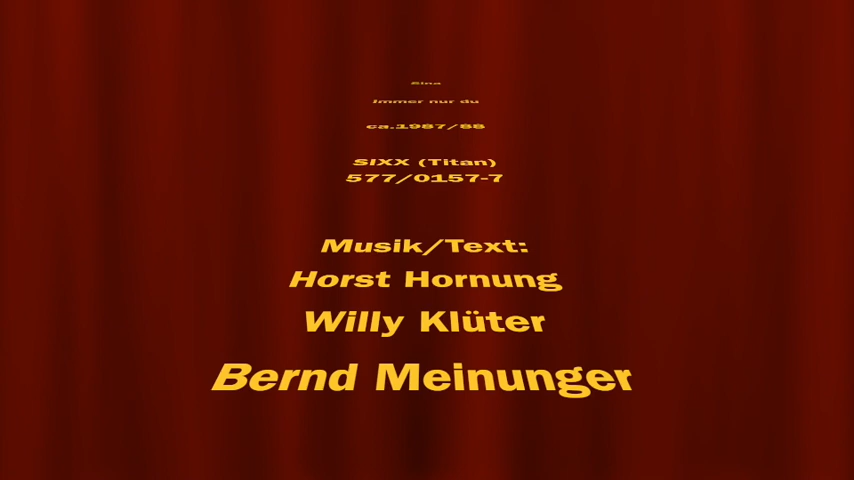 Sina
Immer nur du
ca.1987/88
SIXX (Titan)
577/0157-7
Musik/Text:
Horst Hornung
Willy Klüter
Bernd Meinunger